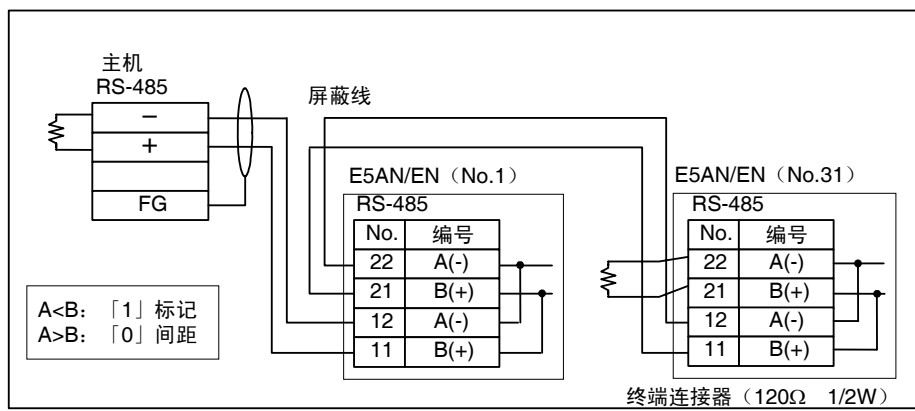 主机
RS-485
−
+
FG
屏蔽线
E5AN/EN（No.1）
RS-485
No. 编号
22 A(-)
21 B(+)
12 A(-)
11 B(+)
E5AN/EN（No.31）
RS-485
No. 编号
22 A(-)
21 B(+)
12 A(-)
11 B(+)
A<B：「1」标记
A>B：「0」间距
终端连接器（120Ω 1/2W）